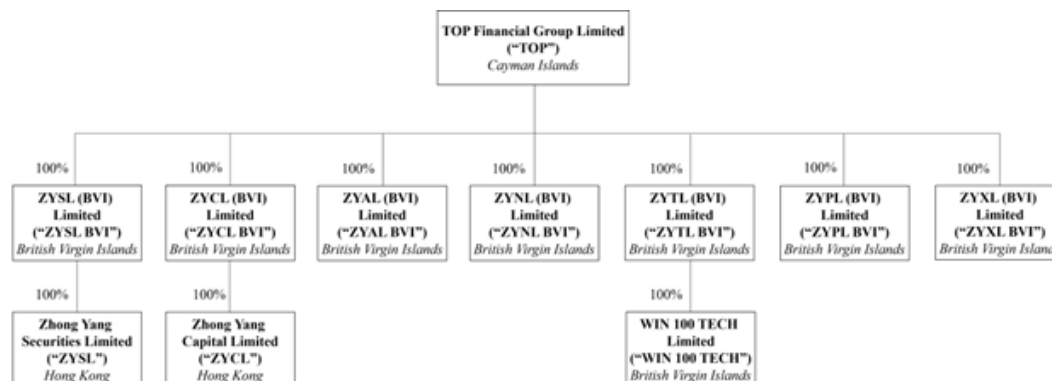 TOP Financial Group Limited
(“TOP”)
Cayman Islands
100%
100%
100%
100%
100%
100%
100%
ZYSL (BVI)
Limited
(“ZYSL BVI”)
British Virgin Islands
ZYCL (BVI)
Limited
(“ZYCL BVI”)
British Virgin Islands
ZYAL (BVI)
Limited
(“ZYAL BVI”)
British Virgin Islands
ZYNL (BVI)
Limited
(“ZYNL BVI”)
British Virgin Islands
ZYTL (BVI)
Limited
(“ZYTL BVI”)
British Virgin Islands
ZYPL (BVI)
Limited
(“ZYPL BVI”)
British Virgin Islands
ZYXL (BVI)
Limited
(“ZYXL BVI”)
British Virgin Islands
100%
100%
100%
Zhong Yang
Securities Limited
(“ZYSL”)
Hong Kong
Zhong Yang
Capital Limited
(“ZYCL”)
Hong Kong
WIN 100 TECH
Limited
(“WIN 100 TECH”)
British Virgin Islands